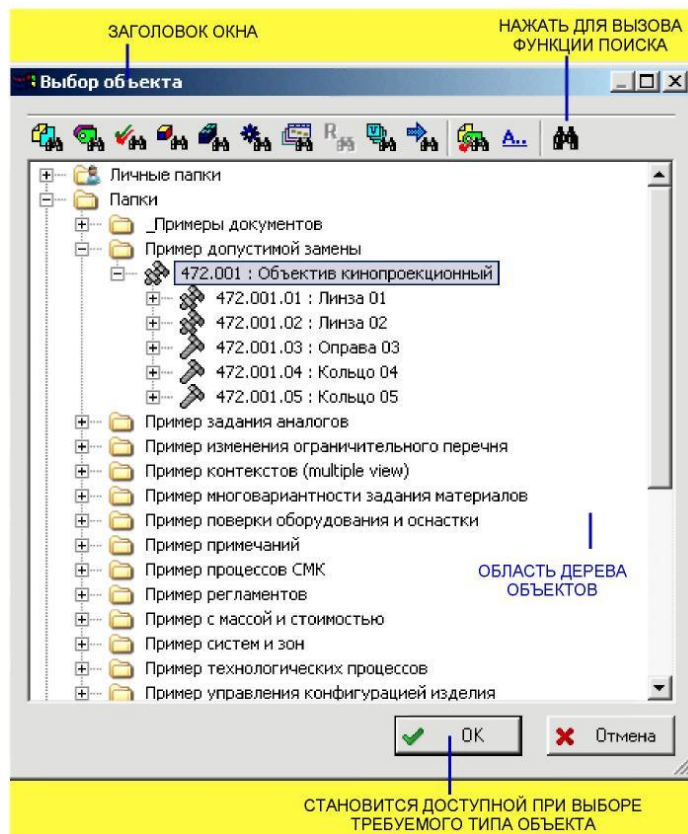 ЗАГОЛОВОК ОКНА
НАЖАТЬ ДЛЯ ВЫЗОВА
ФУНКЦИИ ПОИСКА
Выбор объекта
R
V
A..
Личные папки
Папки
_Примеры документов
Пример допустимой замены
472.001 : Объектив кинопроекционный
472.001.01 : Линза 01
472.001.02 : Линза 02
472.001.03 : Оправа 03
472.001.04 : Кольцо 04
472.001.05 : Кольцо 05
Пример задания аналогов
Пример изменения ограничительного перечня
Пример контекстов (multiple view)
Пример многовариантности задания материалов
Пример поверки оборудования и оснастки
Пример примечаний
Пример процессов СМК
Пример регламентов
Пример с массой и стоимостью
Пример систем и зон
Пример технологических процессов
Пример управления конфигурацией изделия
ОБЛАСТЬ ДЕРЕВА
ОБЪЕКТОВ
OK
Отмена
СТАНОВИТСЯ ДОСТУПНОЙ ПРИ ВЫБОРЕ
ТРЕБУЕМОГО ТИПА ОБЪЕКТА